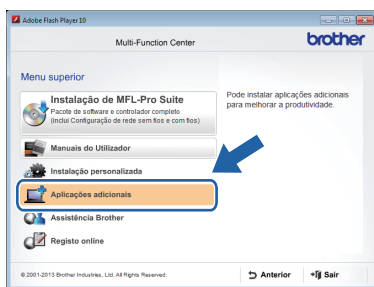 Adobe Flash Player 10
Multi-Function Center
brother
Menu superior
Instalação de MFL-Pro Suite
Pacote de software e controlador completo
(inclui Configuração de rede sem fios e com fios)
Pode instalar aplicações adicionais
para melhorar a produtividade.
Manuais do Utilizador
Instalação personalizada
Aplicações adicionais
Assistência Brother
Registo online
© 2001-2013 Brother Industries, Ltd. All Rights Reserved.
Anterior
Sair